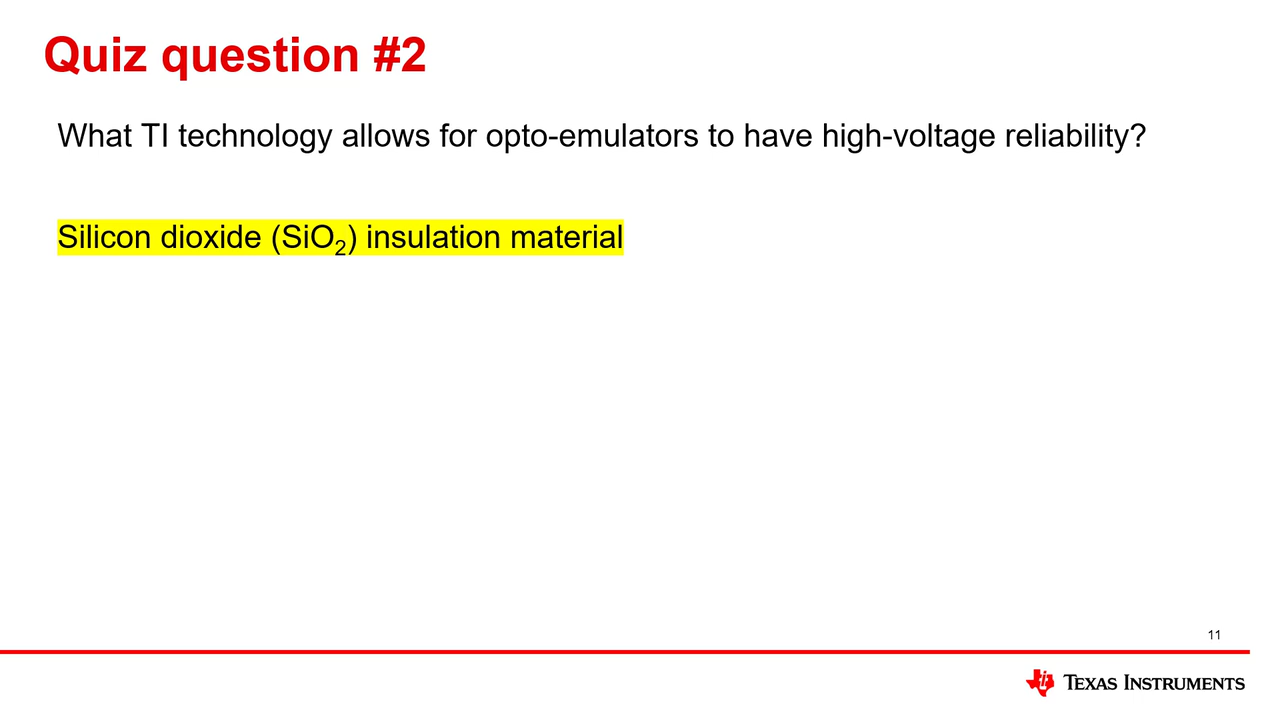 Quiz question #2
What TI technology allows for opto-emulators to have high-voltage reliability?
Silicon dioxide (SiO₂) insulation material
11
TEXAS INSTRUMENTS